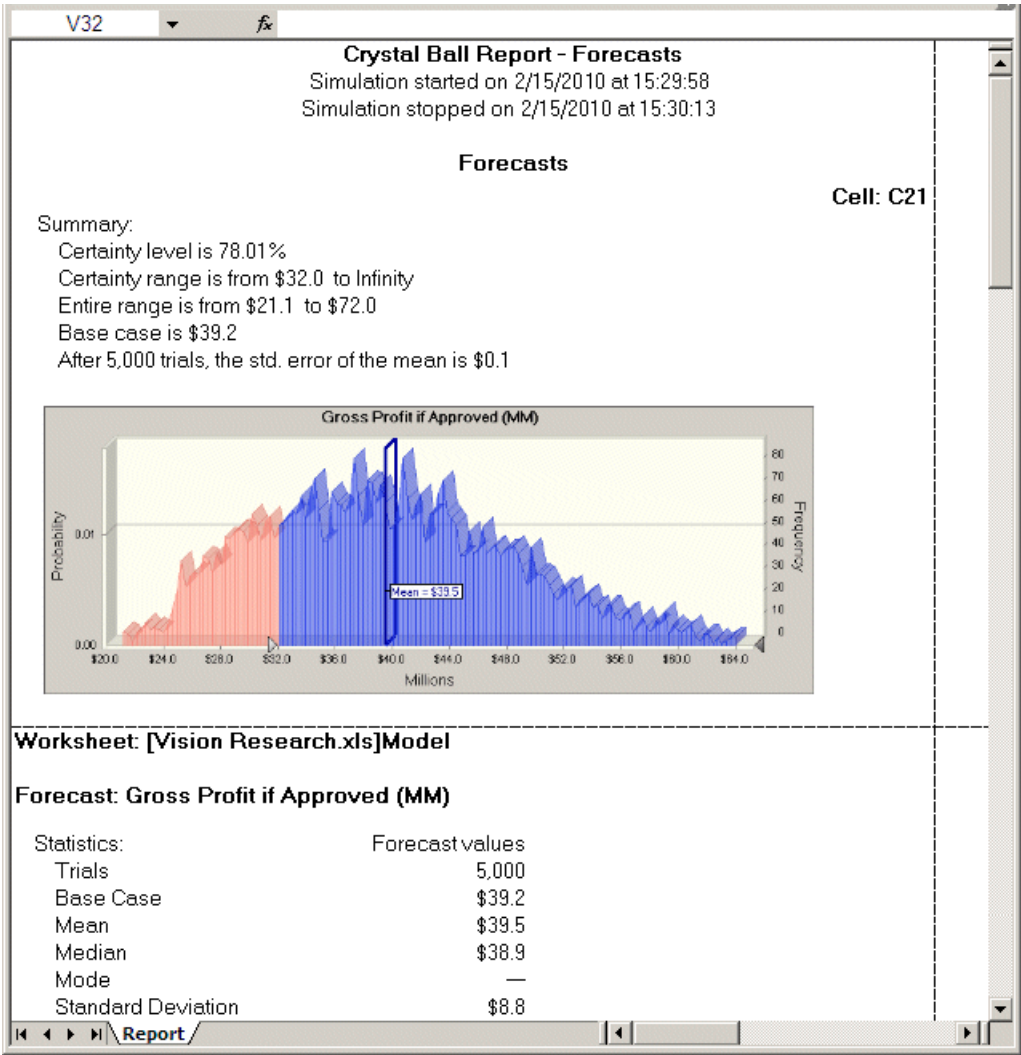 V32 fx
Crystal Ball Report - Forecasts
Simulation started on 2/15/2010 at 15:29:58
Simulation stopped on 2/15/2010 at 15:30:13
Forecasts
Cell: C21
Summary:
Certainty level is 78.01%
Certainty range is from $32.0 to Infinity
Entire range is from $21.1 to $72.0
Base case is $39.2
After 5,000 trials, the std. error of the mean is $0.1
Gross Profit if Approved (MM)
Probability
0.01
0.00
Mean = $39.5
Frequency
80
70
60
50
40
30
20
10
0
$20.0 $24.0 $28.0 $32.0 $36.0 $40.0 $44.0 $48.0 $52.0 $56.0 $60.0 $64.0
Millions
Worksheet: [Vision Research.xls]Model
Forecast: Gross Profit if Approved (MM)
Statistics: Forecast values
Trials 5,000
Base Case $39.2
Mean $39.5
Median $38.9
Mode —
Standard Deviation $8.8
Report